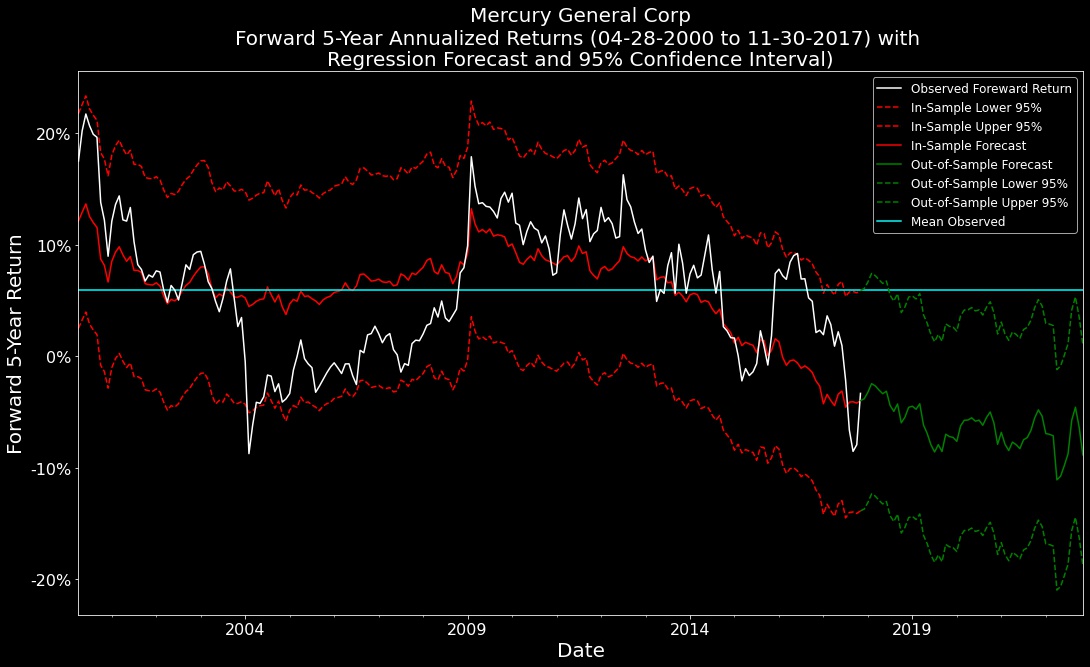 Mercury General Corp
Forward 5-Year Annualized Returns (04-28-2000 to 11-30-2017) with
Regression Forecast and 95% Confidence Interval)
Observed Foreward Return
In-Sample Lower 95%
In-Sample Upper 95%
In-Sample Forecast
Out-of-Sample Forecast
Out-of-Sample Lower 95%
Out-of-Sample Upper 95%
Mean Observed
Forward 5-Year Return
20%
10%
0%
-10%
-20%
2004
2009
2014
2019
Date